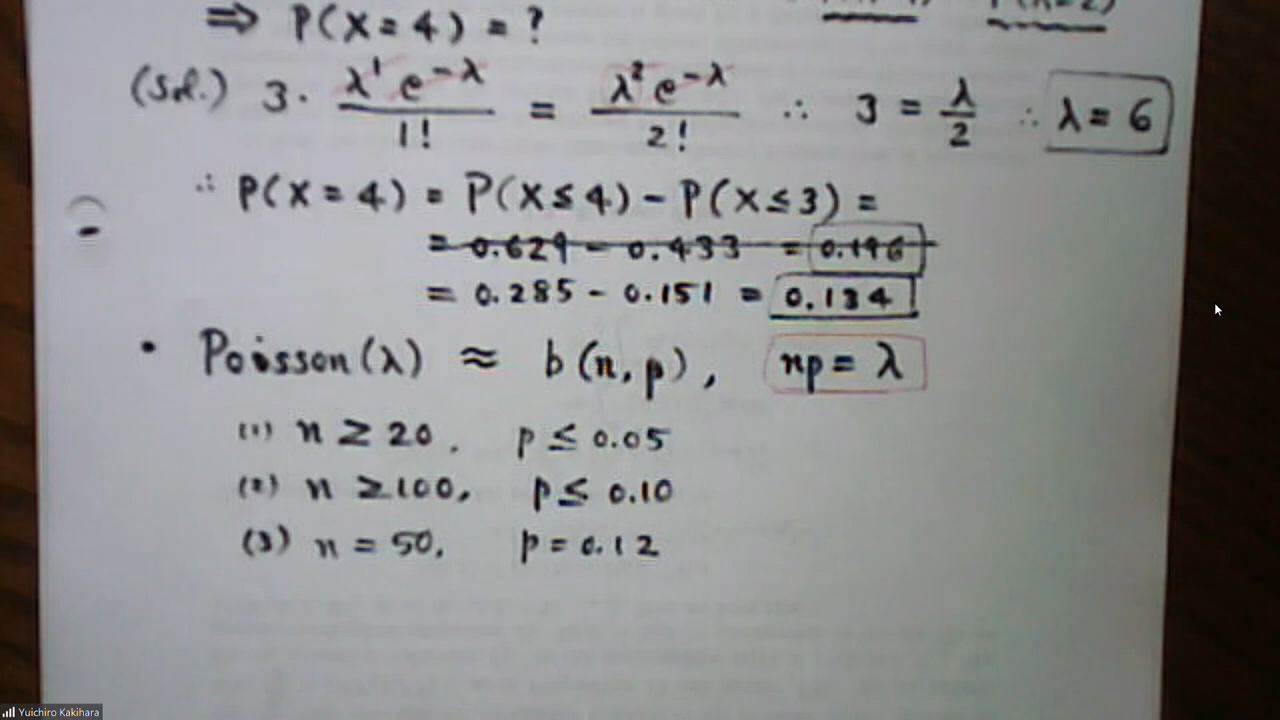 ⇒ P(X=4) = ?
(Sol.) 3 · λ¹ e^{-λ} / 1! = λ² e^{-λ} / 2! ∴ 3 = λ/2 ∴ λ = 6
∴ P(X=4) = P(X≤4) - P(X≤3) =
= 0.629 - 0.433 = 0.196
= 0.285 - 0.151 = 0.134
• Poisson(λ) ≈ b(n, p), np = λ
(1) n ≥ 20, p ≤ 0.05
(2) n ≥ 100, p ≤ 0.10
(3) n = 50, p = 0.12
Yuichiro Kakihara